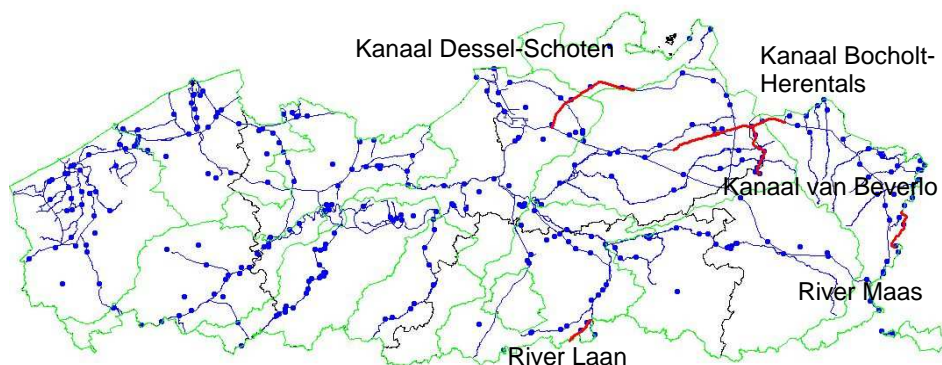 Kanaal Dessel-Schoten
Kanaal Bocholt-
Herentals
Kanaal van Beverlo
River Maas
River Laan